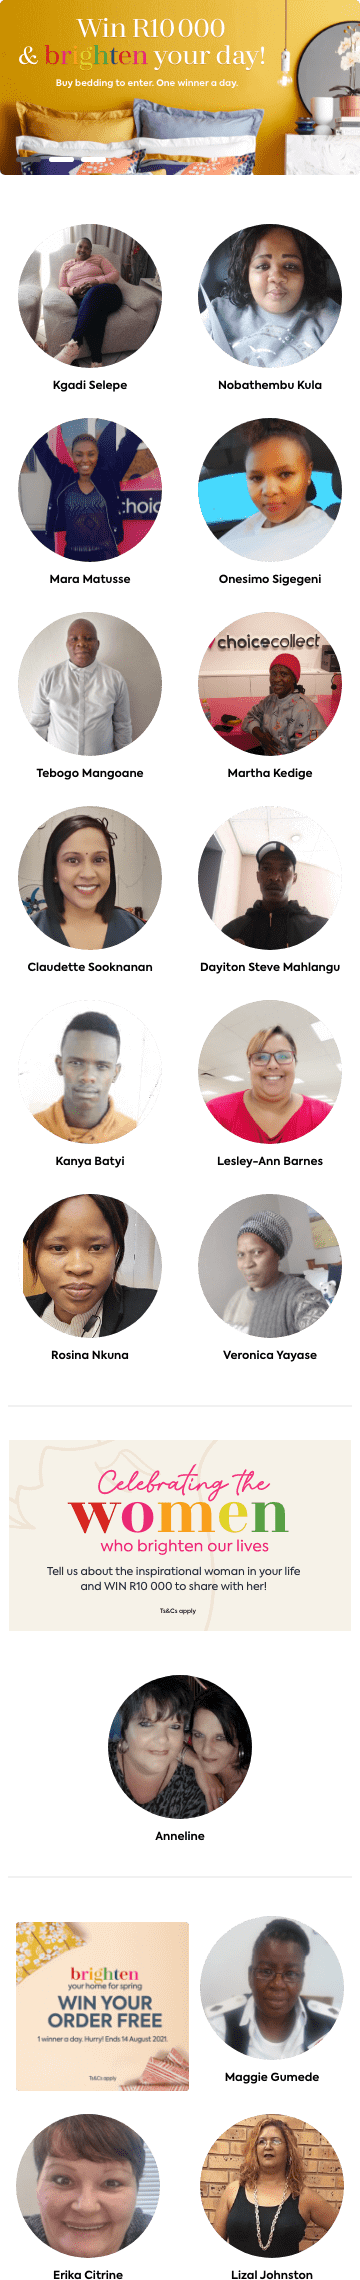 Win R10 000
& brighten your day!
Buy bedding to enter. One winner a day.
Kgadi Selepe
Nobathembu Kula
choic
Mara Matusse
Onesimo Sigegeni
choicecollect
Tebogo Mangoane
Martha Kedige
Claudette Sooknanan
Dayiton Steve Mahlangu
Kanya Batyi
Lesley-Ann Barnes
Rosina Nkuna
Veronica Yayase
Celebrating the
women
who brighten our lives
Tell us about the inspirational woman in your life
and WIN R10 000 to share with her!
Ts&Cs apply
Anneline
brighten
your home for spring
WIN YOUR
ORDER FREE
1 winner a day. Hurry! Ends 14 August 2021.
Ts&Cs apply
Maggie Gumede
Erika Citrine
Lizal Johnston